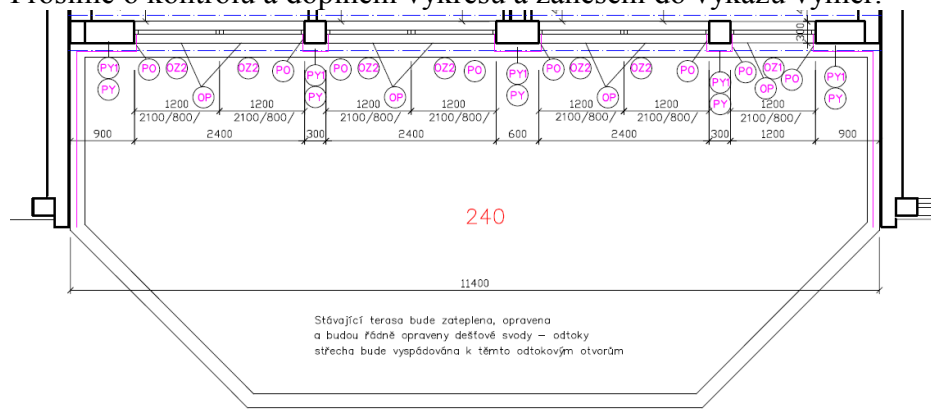 Prosíme o kontrolu a doplnění výkresů a zanesení do výkazu výměr.
300
PY1 PO OZ2 OZ2 PO PY1 PO OZ2 OZ2 PO PY1 PO OZ2 OZ2 PO PY1 PO OZ1 PO PY1
PY OP PY OP PY OP PY OP PY
1200 1200 1200 1200 1200 1200 1200
2100/800/ 2100/800/ 2100/800/ 2100/800/ 2100/800/ 2100/800/ 2100/800/
900 2400 300 2400 600 2400 300 1200 900
240
11400
Stávající terasa bude zateplena, opravena
a budou řádně opraveny dešťové svody – odtoky
střecha bude vyspádována k těmto odtokovým otvorům